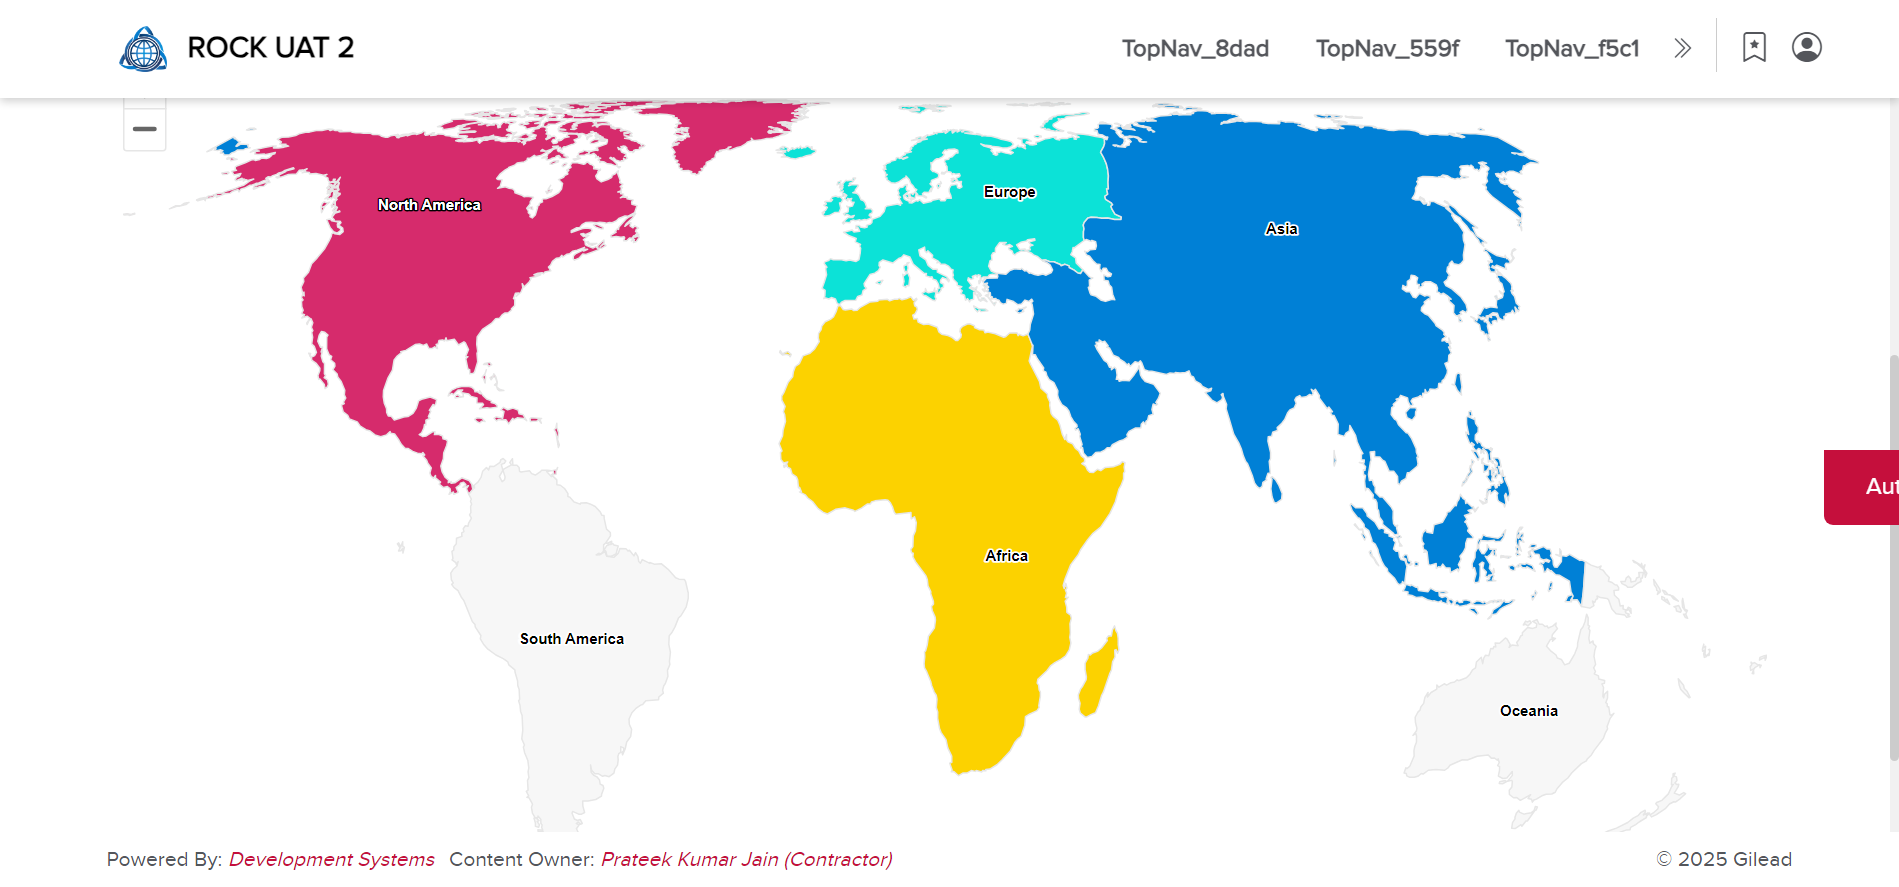 ROCK UAT 2
TopNav_8dad TopNav_559f TopNav_f5c1
North America
Europe
Asia
Aut
Africa
South America
Oceania
Powered By: Development Systems Content Owner: Prateek Kumar Jain (Contractor)
© 2025 Gilead